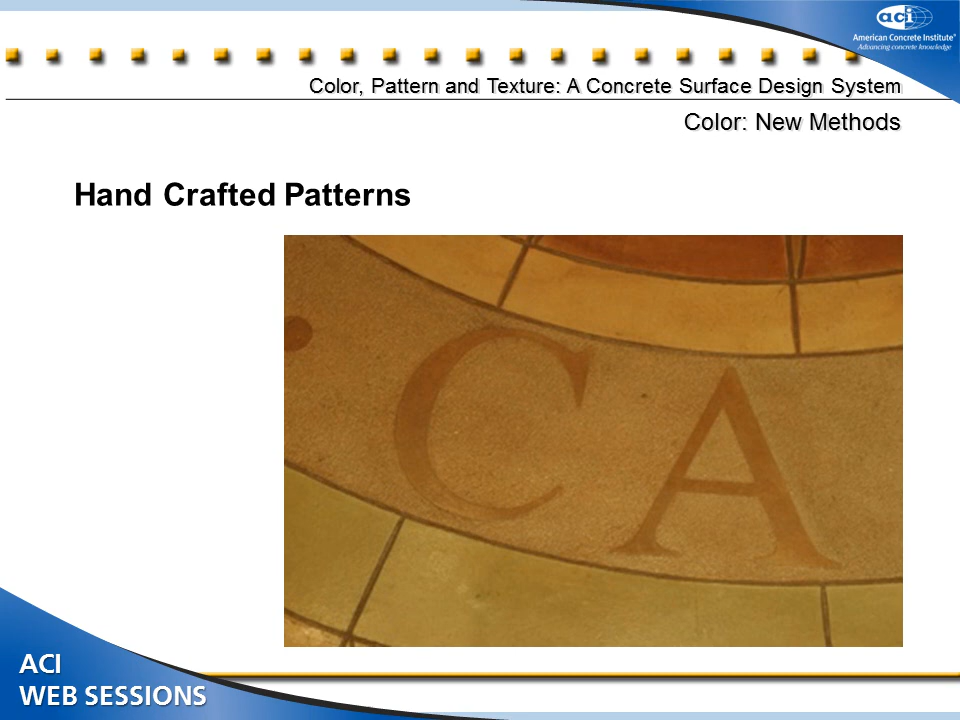 aci
American Concrete Institute®
Advancing concrete knowledge
Color, Pattern and Texture: A Concrete Surface Design System
Color: New Methods
Hand Crafted Patterns
CA
ACI
WEB SESSIONS